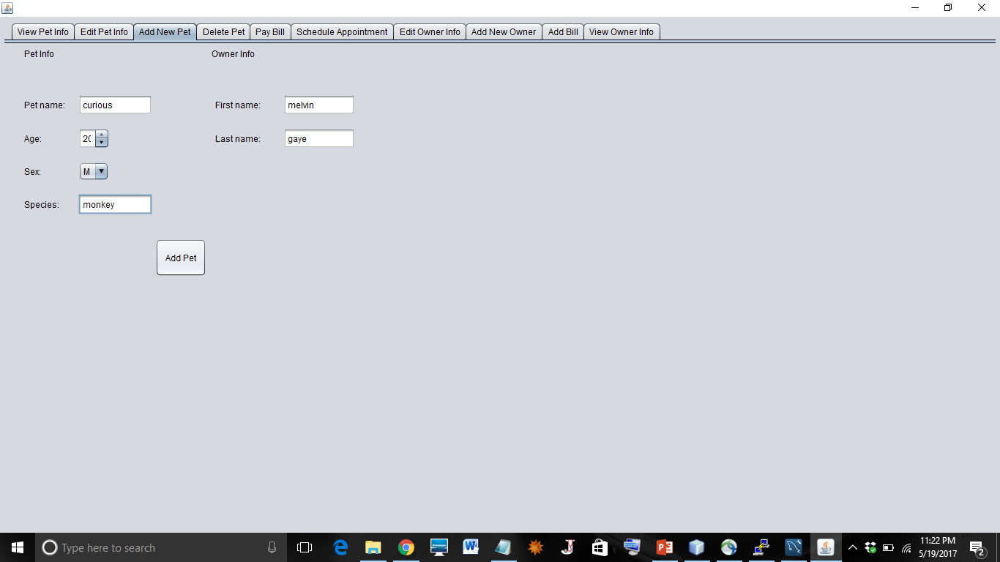 View Pet Info Edit Pet Info Add New Pet Delete Pet Pay Bill Schedule Appointment Edit Owner Info Add New Owner Add Bill View Owner Info
Pet Info Owner Info
Pet name: curious First name: melvin
Age: Last name: gaye
Sex: M
Species: monkey
Add Pet
Type here to search
11:22 PM
5/19/2017
2